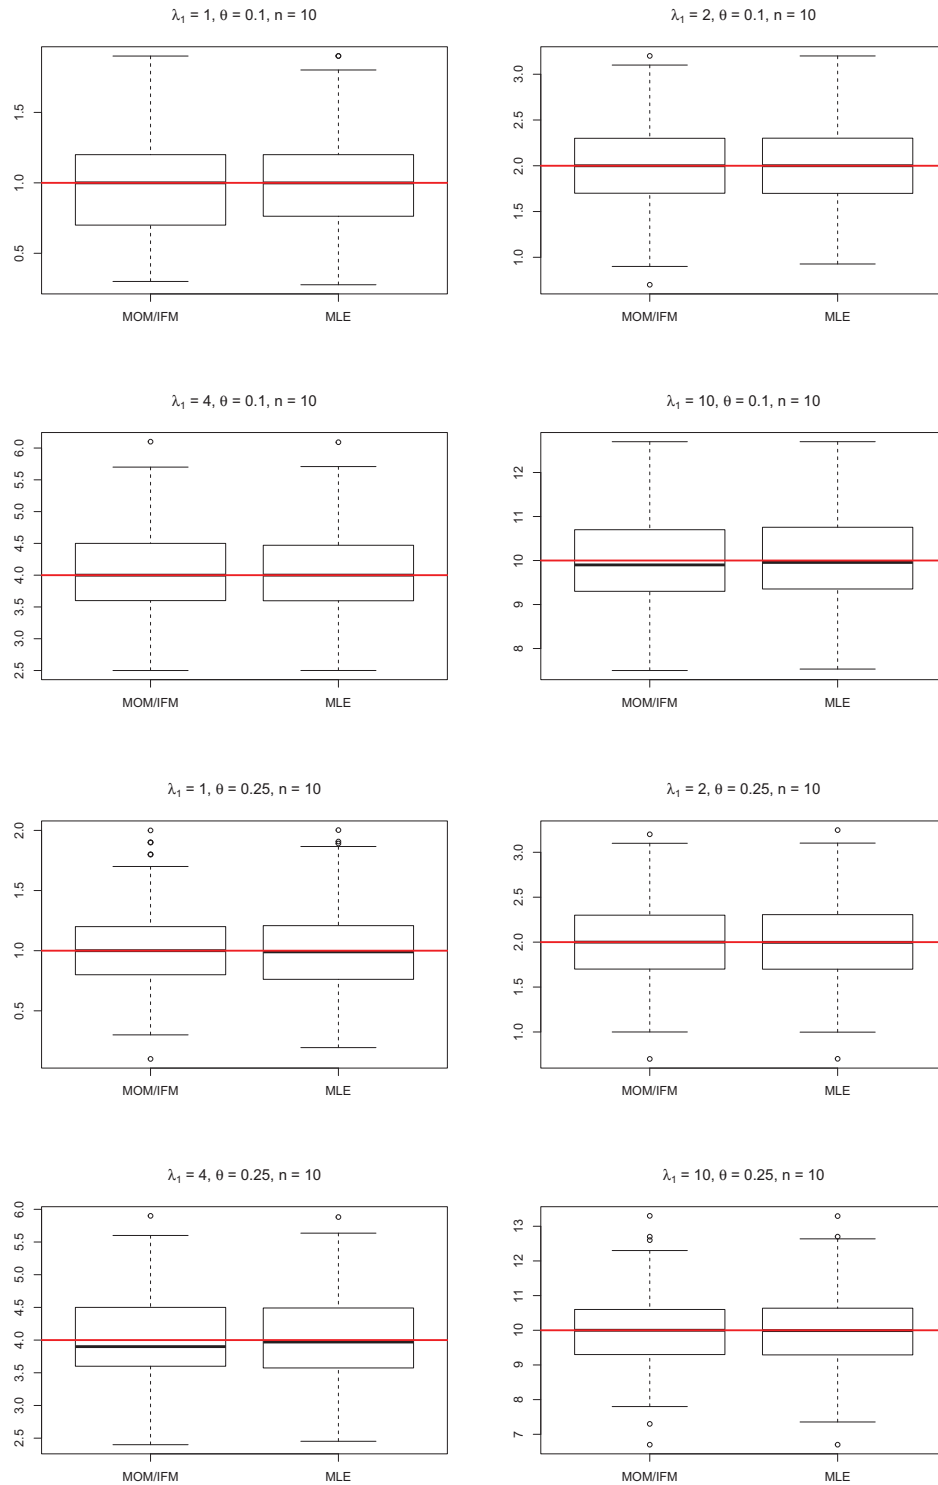 λ1 = 1, θ = 0.1, n = 10
0.5 1.0 1.5
MOM/IFM MLE
λ1 = 2, θ = 0.1, n = 10
1.0 1.5 2.0 2.5 3.0
MOM/IFM MLE
λ1 = 4, θ = 0.1, n = 10
2.5 3.0 3.5 4.0 4.5 5.0 5.5 6.0
MOM/IFM MLE
λ1 = 10, θ = 0.1, n = 10
8 9 10 11 12
MOM/IFM MLE
λ1 = 1, θ = 0.25, n = 10
0.5 1.0 1.5 2.0
MOM/IFM MLE
λ1 = 2, θ = 0.25, n = 10
1.0 1.5 2.0 2.5 3.0
MOM/IFM MLE
λ1 = 4, θ = 0.25, n = 10
2.5 3.0 3.5 4.0 4.5 5.0 5.5 6.0
MOM/IFM MLE
λ1 = 10, θ = 0.25, n = 10
7 8 9 10 11 12 13
MOM/IFM MLE